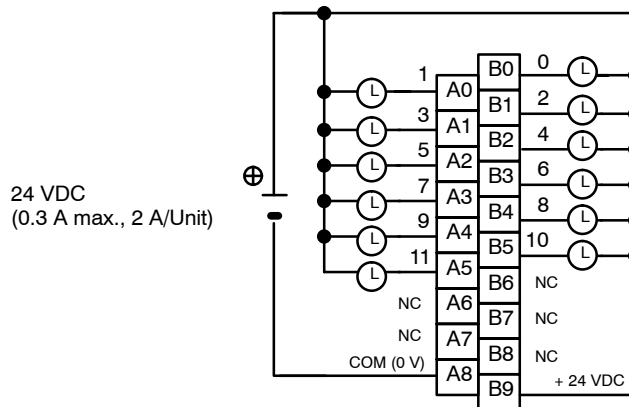 0
1
B0
L
L
A0
2
3
B1
L
L
A1
4
5
B2
L
L
A2
6
7
B3
L
L
A3
8
9
B4
L
L
A4
10
11
B5
L
L
A5
24 VDC
(0.3 A max., 2 A/Unit)
NC
B6
NC
A6
NC
B7
NC
A7
COM (0 V)
B8
NC
A8
B9
+ 24 VDC